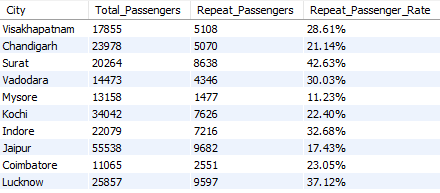 City Total_Passengers Repeat_Passengers Repeat_Passenger_Rate
Visakhapatnam 17855 5108 28.61%
Chandigarh 23978 5070 21.14%
Surat 20264 8638 42.63%
Vadodara 14473 4346 30.03%
Mysore 13158 1477 11.23%
Kochi 34042 7626 22.40%
Indore 22079 7216 32.68%
Jaipur 55538 9682 17.43%
Coimbatore 11065 2551 23.05%
Lucknow 25857 9597 37.12%